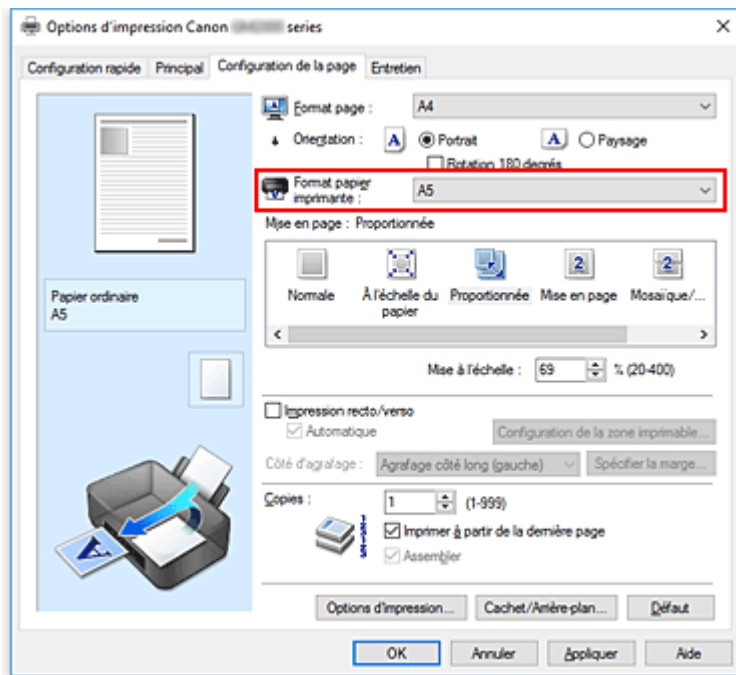 Options d'impression Canon series
Configuration rapide Principal Configuration de la page Entretien
Format page : A4
Orientation : A Portrait A Paysage
Rotation 180 degrés
Format papier
imprimante : A5
Mise en page : Proportionnée
Normale À l'échelle du papier Proportionnée 2 Mise en page 2 Mosaïque/...
Papier ordinaire
A5
Mise à l'échelle : 69 % (20-400)
Impression recto/verso
Automatique Configuration de la zone imprimable...
Côté d'agrafage : Agrafage côté long (gauche) Spécifier la marge...
Copies : 1 (1-999)
Imprimer à partir de la dernière page
Assembler
A
Options d'impression... Cachet/Arrière-plan... Défaut
OK Annuler Appliquer Aide